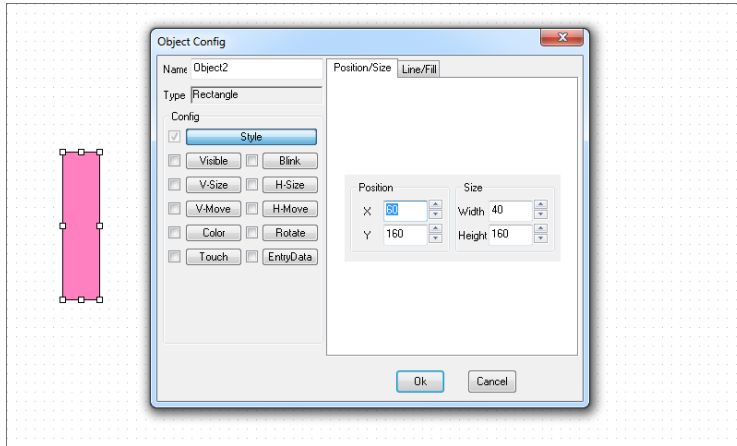 Object Config
Name Object2
Type Rectangle
Config
Style
Visible Blink
V-Size H-Size
V-Move H-Move
Color Rotate
Touch EntryData
Position/Size Line/Fill
Position Size
X 60 Width 40
Y 160 Height 160
Ok Cancel